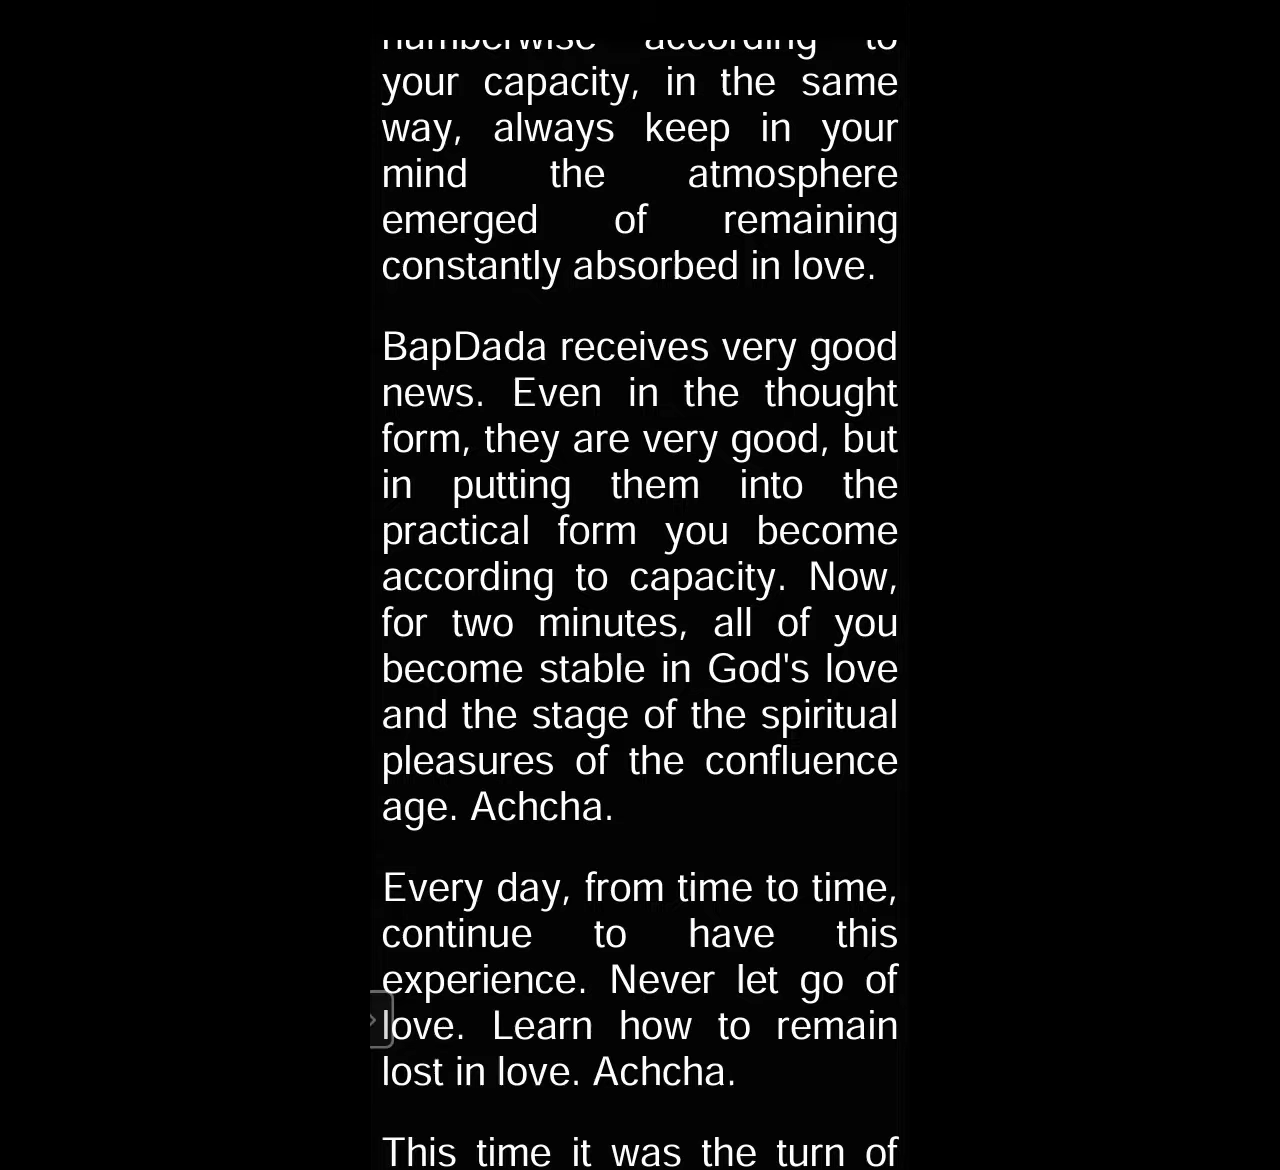 numberwise according to
your capacity, in the same
way, always keep in your
mind the atmosphere
emerged of remaining
constantly absorbed in love.
BapDada receives very good
news. Even in the thought
form, they are very good, but
in putting them into the
practical form you become
according to capacity. Now,
for two minutes, all of you
become stable in God's love
and the stage of the spiritual
pleasures of the confluence
age. Achcha.
Every day, from time to time,
continue to have this
experience. Never let go of
love. Learn how to remain
lost in love. Achcha.
This time it was the turn of